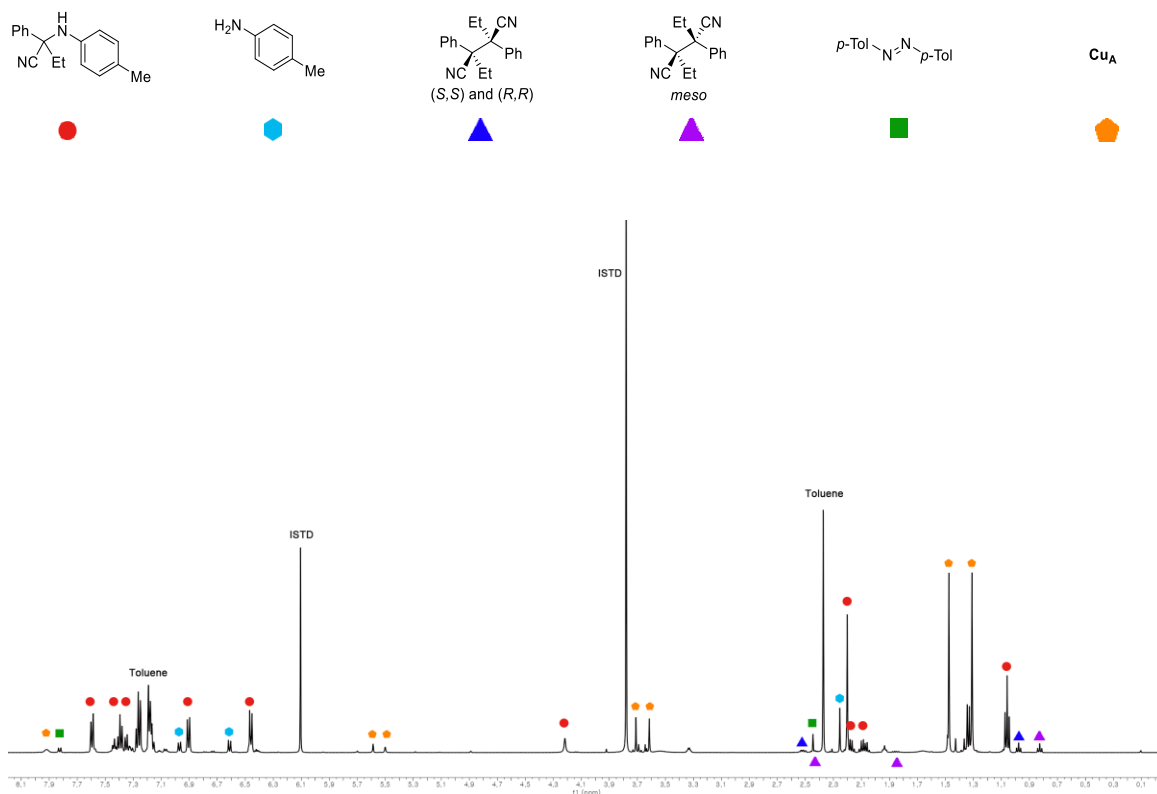 H
Ph N
NC Et Me
H2N
Me
Et CN
Ph
Ph
NC Et
(S,S) and (R,R)
Et CN
Ph
Ph
NC Et
meso
p-Tol N N p-Tol
CuA
ISTD
ISTD
Toluene
Toluene
8,1 7,9 7,7 7,5 7,3 7,1 6,9 6,7 6,5 6,3 6,1 5,9 5,7 5,5 5,3 5,1 4,9 4,7 4,5 4,3 4,1 3,9 3,7 3,5 3,3 3,1 2,9 2,7 2,5 2,3 2,1 1,9 1,7 1,5 1,3 1,1 0,9 0,7 0,5 0,3 0,1
f1 (ppm)